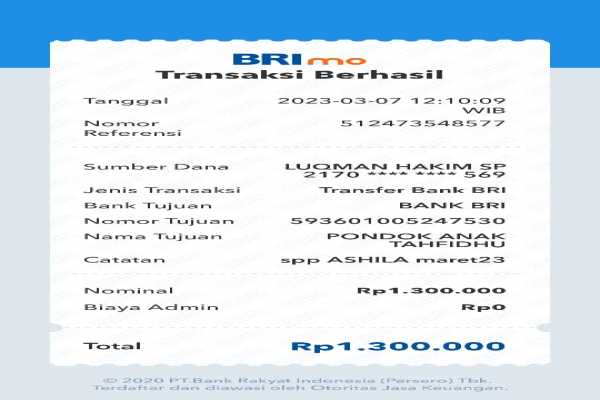 BRImo
Transaksi Berhasil
Tanggal 2023-03-07 12:10:09
WIB
Nomor 512473548577
Referensi
Sumber Dana LUQMAN HAKIM SP
2170 **** **** 569
Jenis Transaksi Transfer Bank BRI
Bank Tujuan BANK BRI
Nomor Tujuan 593601005247530
Nama Tujuan PONDOK ANAK
TAHFIDHU
Catatan spp ASHILA maret23
Nominal Rp1.300.000
Biaya Admin Rp0
Total Rp1.300.000
© 2020 PT.Bank Rakyat Indonesia (Persero) Tbk.
Terdaftar dan diawasi oleh Otoritas Jasa Keuangan.